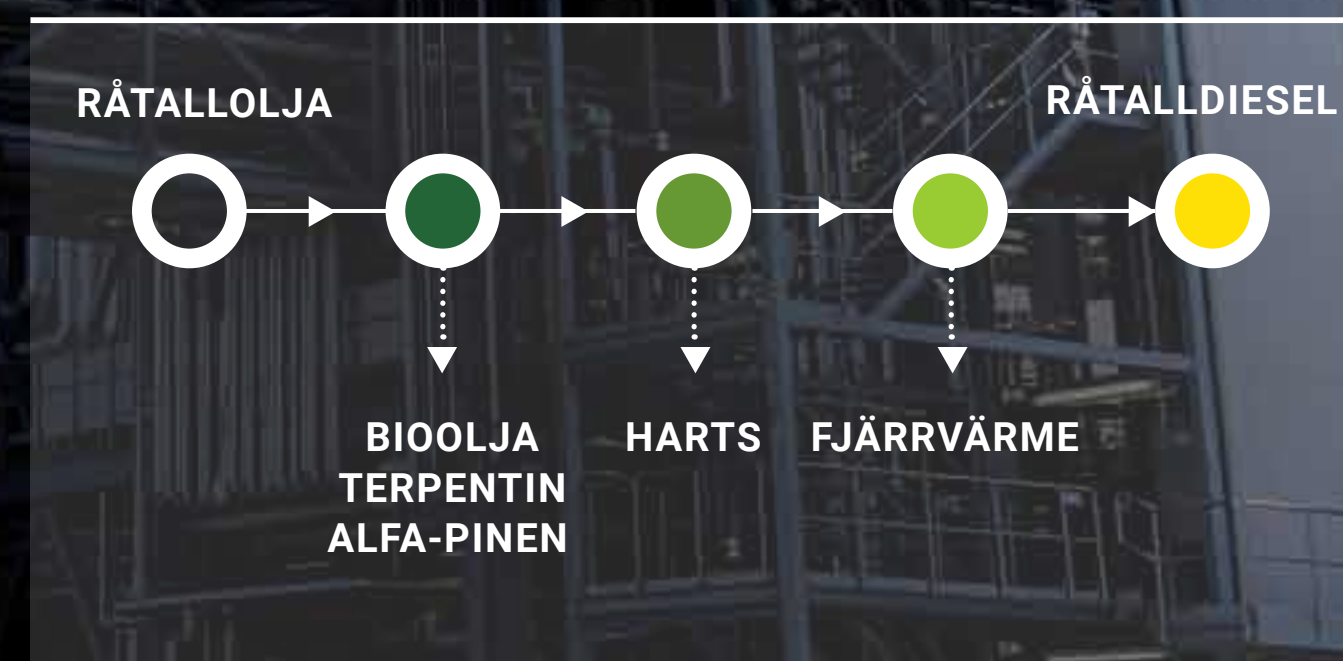 RÅTALLOLJA
RÅTALLDIESEL
BIOOLJA
TERPENTIN
ALFA-PINEN
HARTS
FJÄRRVÄRME